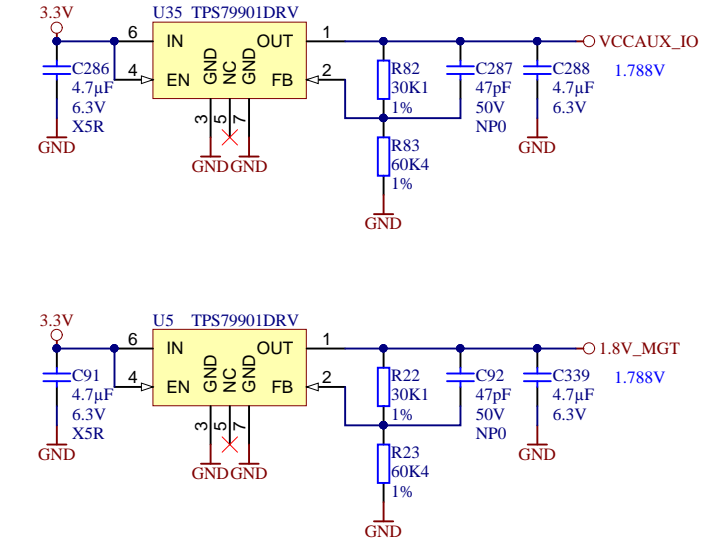 3.3V
U35 TPS79901DRV
6 IN OUT 1
VCCAUX_IO
4 EN GND NC GND FB 2
C286
4.7µF
6.3V
X5R
GND
3 5 7
GND GND
R82
30K1
1%
C287
47pF
50V
NP0
C288
4.7µF
6.3V
1.788V
GND
R83
60K4
1%
GND
3.3V
U5 TPS79901DRV
6 IN OUT 1
1.8V_MGT
4 EN GND NC GND FB 2
C91
4.7µF
6.3V
X5R
GND
3 5 7
GND GND
R22
30K1
1%
C92
47pF
50V
NP0
C339
4.7µF
6.3V
1.788V
GND
R23
60K4
1%
GND